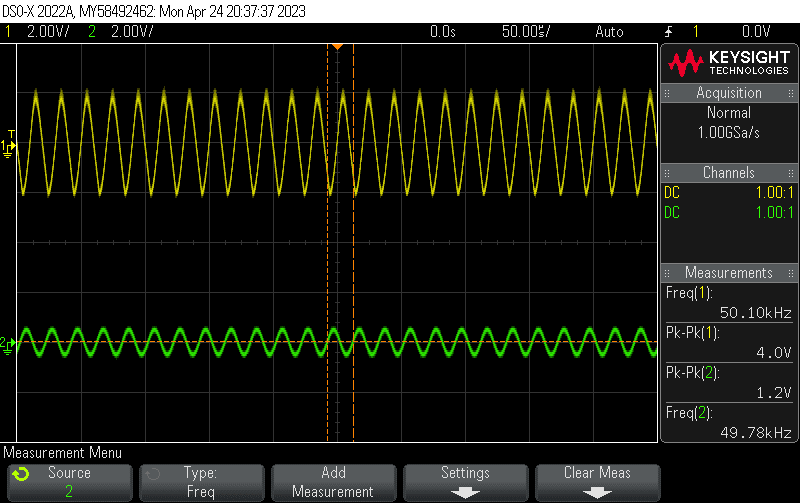 DSO-X 2022A, MY58492462: Mon Apr 24 20:37:37 2023
1 2.00V/ 2 2.00V/ 0.0s 50.00µs/ Auto 1 0.0V
KEYSIGHT
TECHNOLOGIES
Acquisition
Normal
1.00GSa/s
Channels
DC 1.00:1
DC 1.00:1
Measurements
Freq(1):
50.10kHz
Pk-Pk(1):
4.0V
Pk-Pk(2):
1.2V
Freq(2):
49.78kHz
T
1
2
Measurement Menu
Source
2
Type:
Freq
Add
Measurement
Settings
Clear Meas